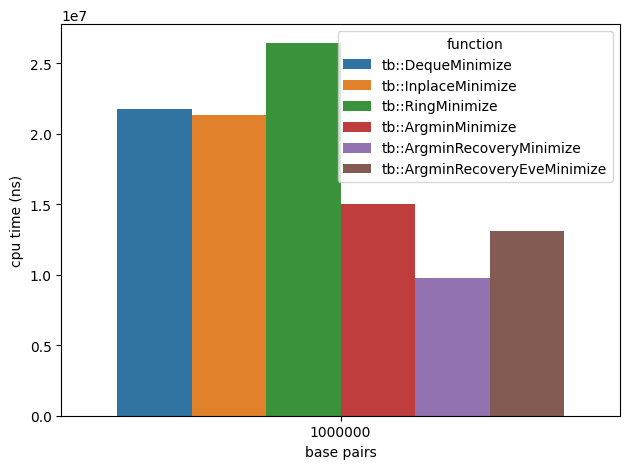 1e7
function
tb::DequeMinimize
tb::InplaceMinimize
tb::RingMinimize
tb::ArgminMinimize
tb::ArgminRecoveryMinimize
tb::ArgminRecoveryEveMinimize
2.5
2.0
1.5
1.0
0.5
0.0
cpu time (ns)
1000000
base pairs